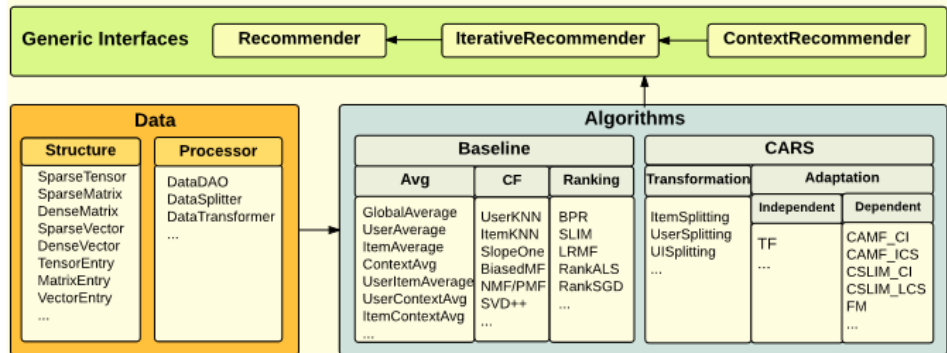 Generic Interfaces
Recommender
IterativeRecommender
ContextRecommender
Data
Structure
SparseTensor
SparseMatrix
DenseMatrix
SparseVector
DenseVector
TensorEntry
MatrixEntry
VectorEntry
...
Processor
DataDAO
DataSplitter
DataTransformer
...
Algorithms
Baseline
Avg
GlobalAverage
UserAverage
ItemAverage
ContextAvg
UserItemAverage
UserContextAvg
ItemContextAvg
...
CF
UserKNN
ItemKNN
SlopeOne
BiasedMF
NMF/PMF
SVD++
...
Ranking
BPR
SLIM
LRMF
RankALS
RankSGD
...
CARS
Transformation
ItemSplitting
UserSplitting
UISplitting
...
Adaptation
Independent
TF
...
Dependent
CAMF_CI
CAMF_ICS
CSLIM_CI
CSLIM_LCS
FM
...